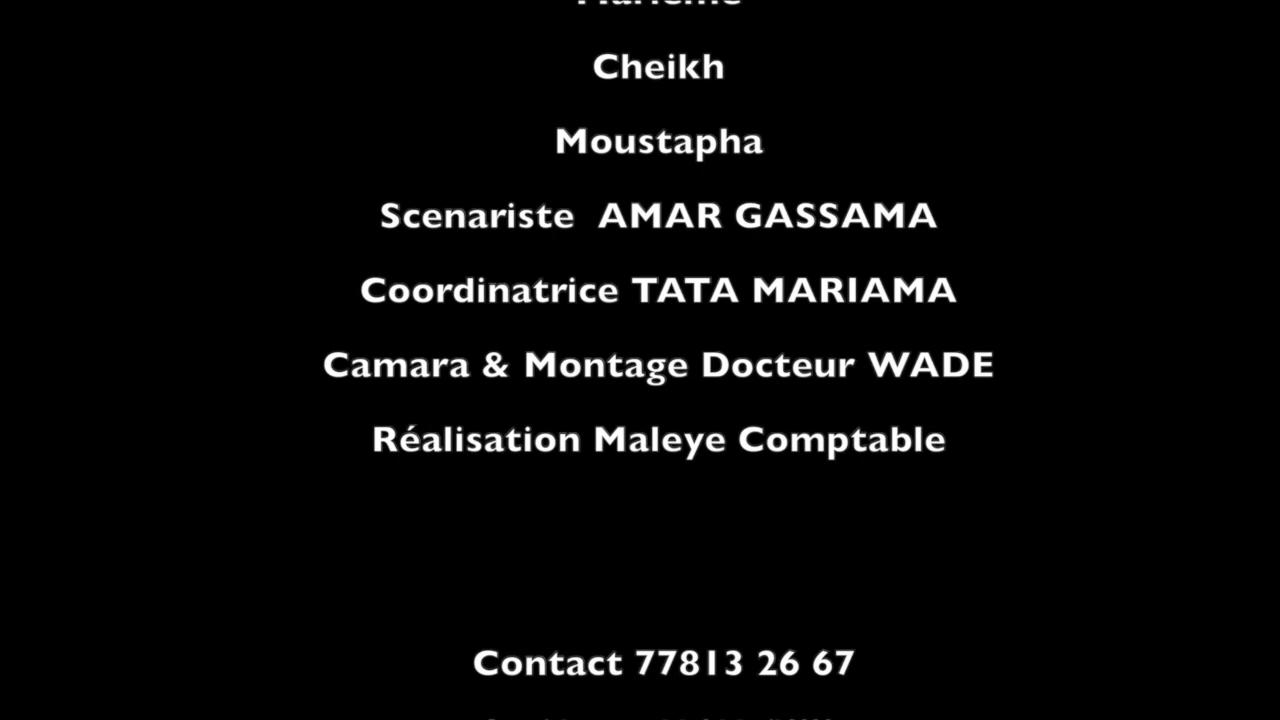 Cheikh
Moustapha
Scenariste AMAR GASSAMA
Coordinatrice TATA MARIAMA
Camara & Montage Docteur WADE
Réalisation Maleye Comptable
Contact 77813 26 67